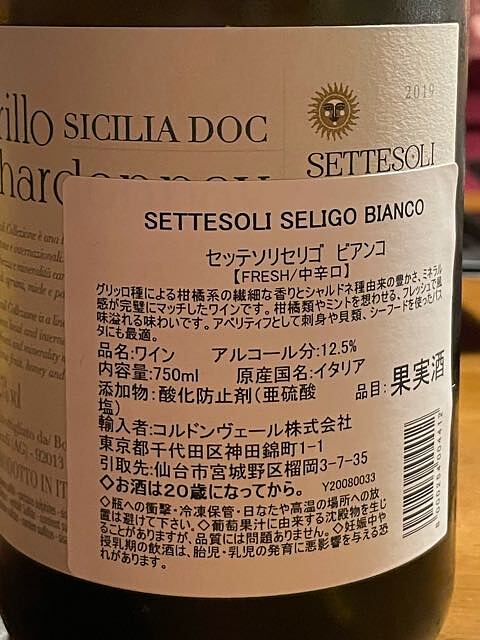 2019
SICILIA DOC
SETTESOLI
SETTESOLI SELIGO BIANCO
セッテソリセリゴ ビアンコ
【FRESH/中辛口】
グリッロ種による柑橘系の繊細な香りとシャルドネ種由来の豊かさ、ミネラル
感が完璧にマッチしたワインです。柑橘類やミントを想わせる、フレッシュで風
味溢れる味わいです。アペリティフとして刺身や貝類、シーフードを使ったパス
タにも最適。
品名:ワイン アルコール分:12.5%
内容量:750ml 原産国名:イタリア
添加物:酸化防止剤(亜硫酸
塩)
品目:果実酒
輸入者:コルドンヴェール株式会社
東京都千代田区神田錦町1-1
引取先:仙台市宮城野区榴岡3-7-35
◇お酒は20歳になってから。 Y20080033
◇瓶への衝撃・冷凍保管・日なたや高温の場所への放
置は避けて下さい。◇葡萄果汁に由来する沈殿物を生じ
ることがありますが、品質には問題ありません。◇妊娠中や
授乳期の飲酒は、胎児・乳児の発育に悪影響を与える恐
れがあります。
8000254004412